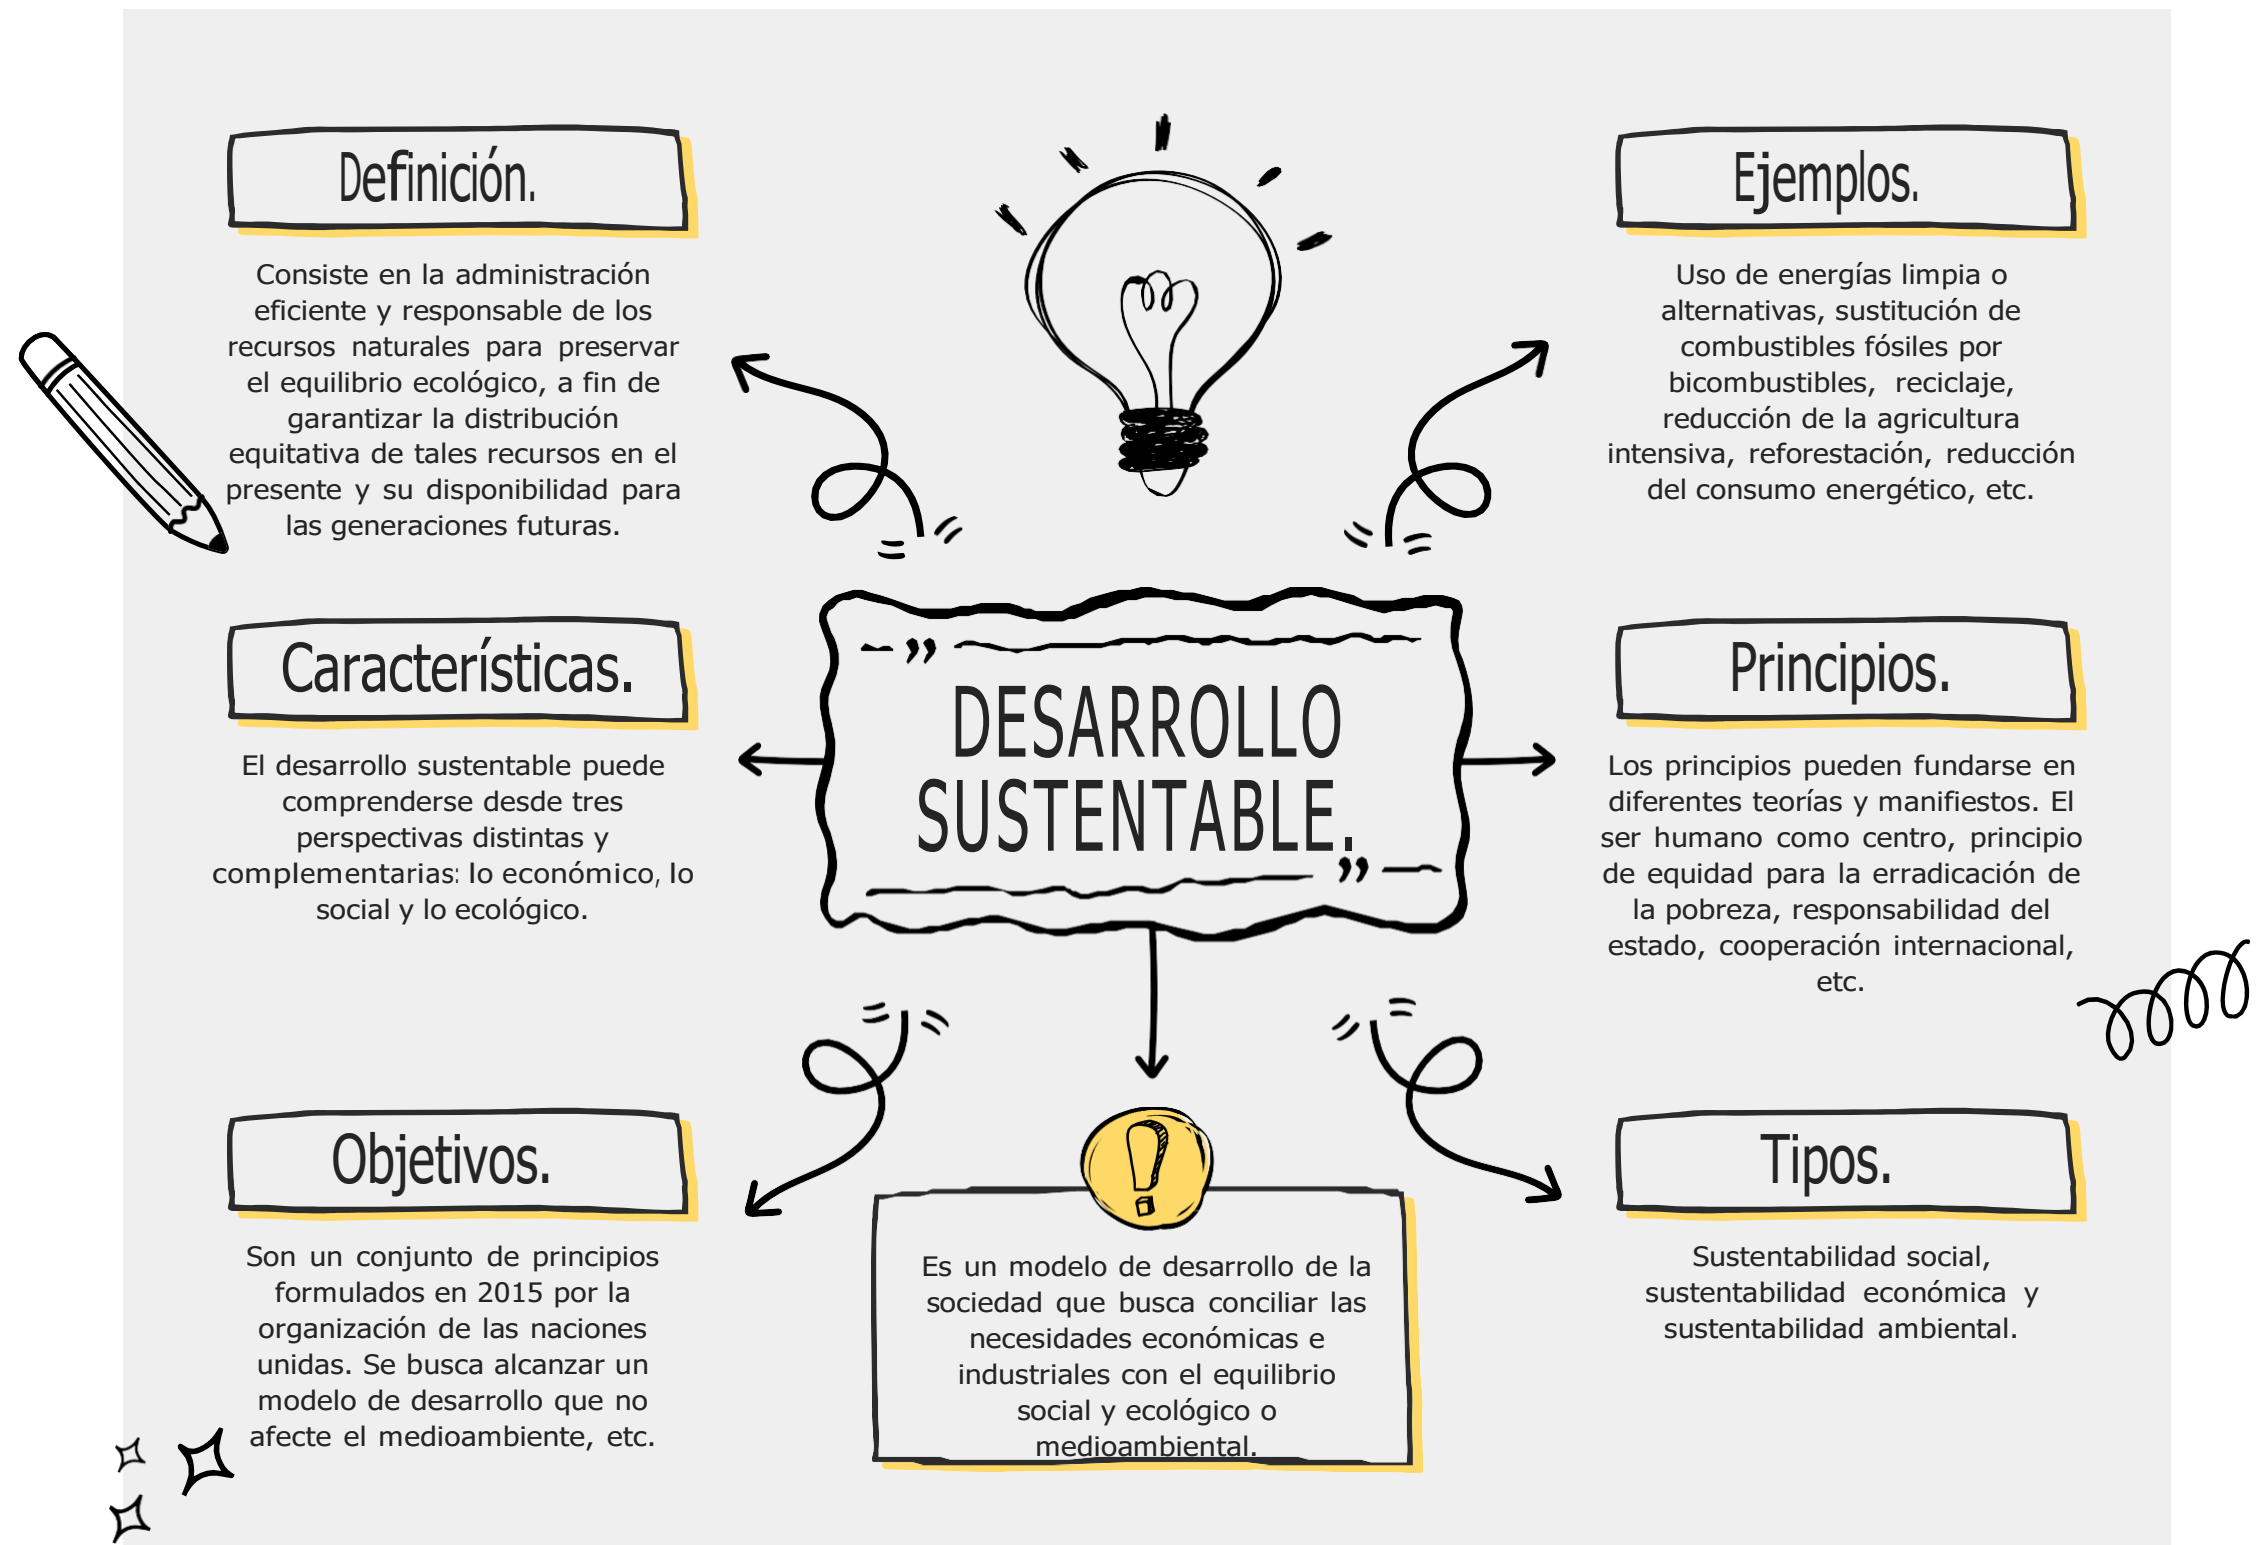 Definición.
Consiste en la administración
eficiente y responsable de los
recursos naturales para preservar
el equilibrio ecológico, a fin de
garantizar la distribución
equitativa de tales recursos en el
presente y su disponibilidad para
las generaciones futuras.
Ejemplos.
Uso de energías limpia o
alternativas, sustitución de
combustibles fósiles por
bicombustibles, reciclaje,
reducción de la agricultura
intensiva, reforestación, reducción
del consumo energético, etc.
Características.
El desarrollo sustentable puede
comprenderse desde tres
perspectivas distintas y
complementarias: lo económico, lo
social y lo ecológico.
DESARROLLO
SUSTENTABLE.
Principios.
Los principios pueden fundarse en
diferentes teorías y manifiestos. El
ser humano como centro, principio
de equidad para la erradicación de
la pobreza, responsabilidad del
estado, cooperación internacional,
etc.
Objetivos.
Son un conjunto de principios
formulados en 2015 por la
organización de las naciones
unidas. Se busca alcanzar un
modelo de desarrollo que no
afecte el medioambiente, etc.
Es un modelo de desarrollo de la
sociedad que busca conciliar las
necesidades económicas e
industriales con el equilibrio
social y ecológico o
medioambiental.
Tipos.
Sustentabilidad social,
sustentabilidad económica y
sustentabilidad ambiental.